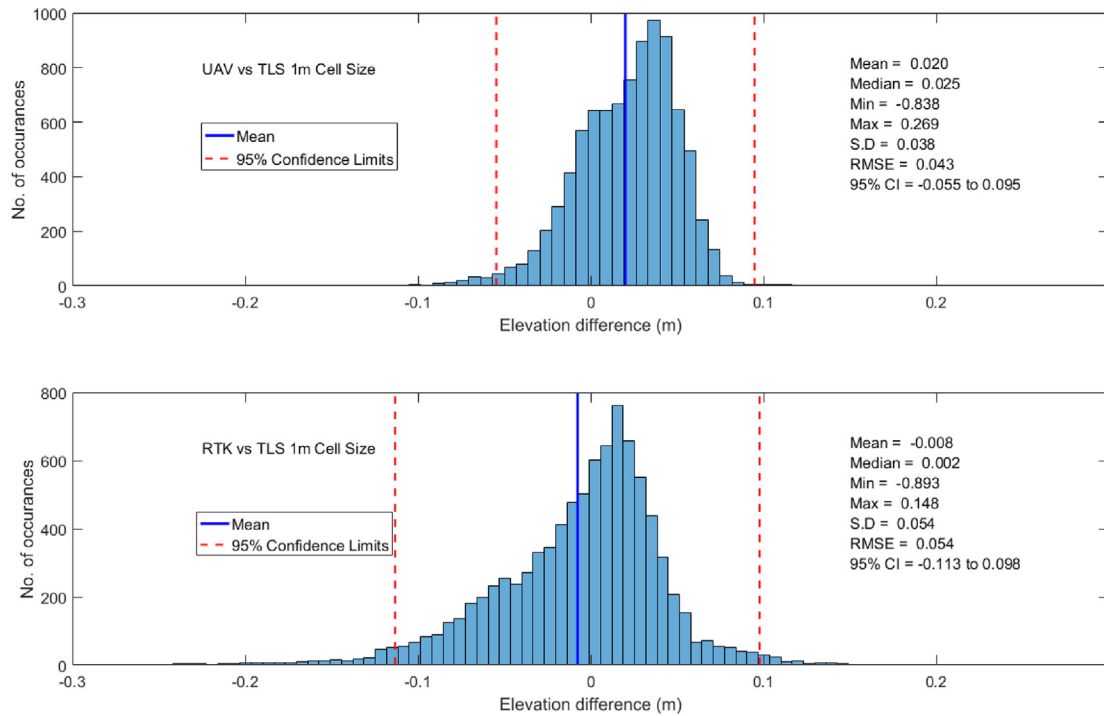 1000
800
600
400
200
0
No. of occurances
UAV vs TLS 1m Cell Size
Mean
95% Confidence Limits
Mean = 0.020
Median = 0.025
Min = -0.838
Max = 0.269
S.D = 0.038
RMSE = 0.043
95% CI = -0.055 to 0.095
-0.3 -0.2 -0.1 0 0.1 0.2
Elevation difference (m)
800
600
400
200
0
No. of occurances
RTK vs TLS 1m Cell Size
Mean
95% Confidence Limits
Mean = -0.008
Median = 0.002
Min = -0.893
Max = 0.148
S.D = 0.054
RMSE = 0.054
95% CI = -0.113 to 0.098
-0.3 -0.2 -0.1 0 0.1 0.2
Elevation difference (m)